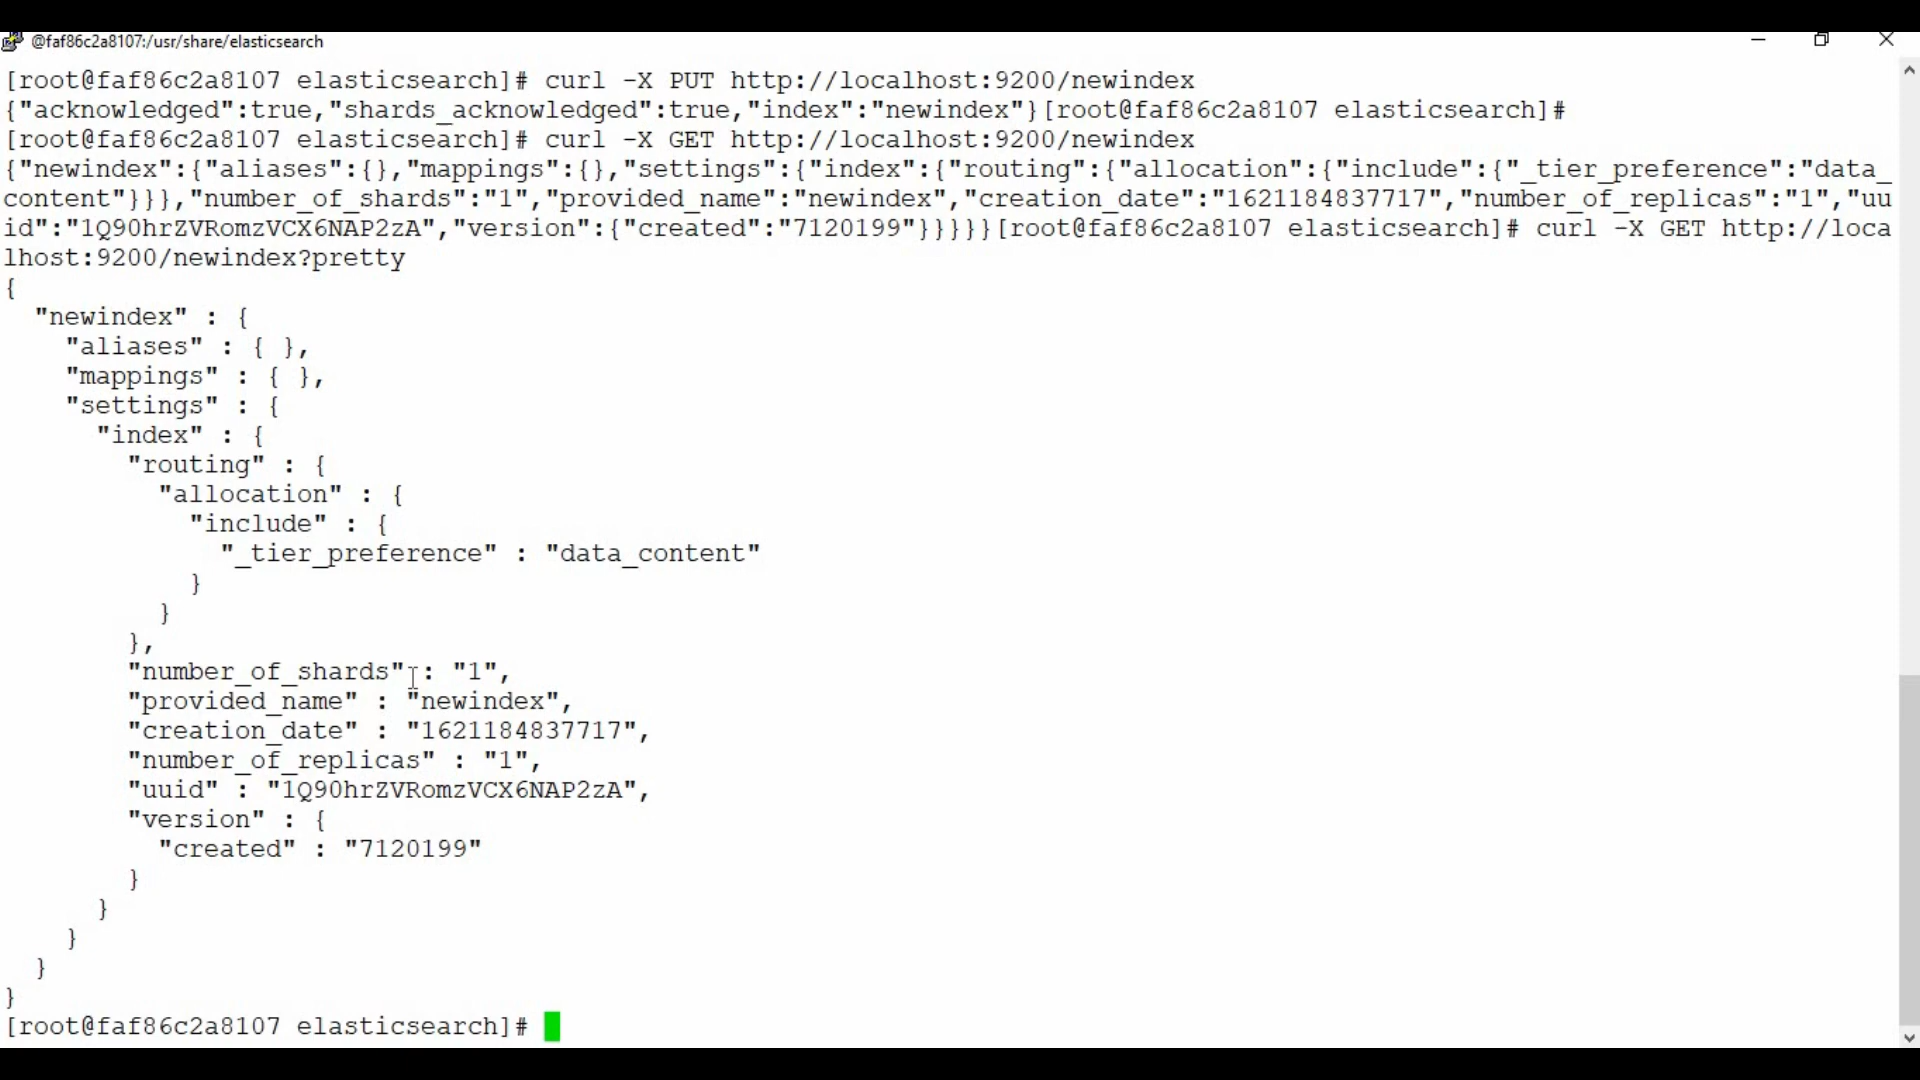 @faf86c2a8107:/usr/share/elasticsearch
[root@faf86c2a8107 elasticsearch]# curl -X PUT http://localhost:9200/newindex
{"acknowledged":true,"shards_acknowledged":true,"index":"newindex"}[root@faf86c2a8107 elasticsearch]#
[root@faf86c2a8107 elasticsearch]# curl -X GET http://localhost:9200/newindex
{"newindex":{"aliases":{},"mappings":{},"settings":{"index":{"routing":{"allocation":{"include":{"_tier_preference":"data_
content"}}},"number_of_shards":"1","provided_name":"newindex","creation_date":"1621184837717","number_of_replicas":"1","uu
id":"1Q90hrZVRomzVCX6NAP2zA","version":{"created":"7120199"}}}}}[root@faf86c2a8107 elasticsearch]# curl -X GET http://loca
lhost:9200/newindex?pretty
{
  "newindex" : {
    "aliases" : { },
    "mappings" : { },
    "settings" : {
      "index" : {
        "routing" : {
          "allocation" : {
            "include" : {
              "_tier_preference" : "data_content"
            }
          }
        },
        "number_of_shards" : "1",
        "provided_name" : "newindex",
        "creation_date" : "1621184837717",
        "number_of_replicas" : "1",
        "uuid" : "1Q90hrZVRomzVCX6NAP2zA",
        "version" : {
          "created" : "7120199"
        }
      }
    }
  }
}
[root@faf86c2a8107 elasticsearch]#